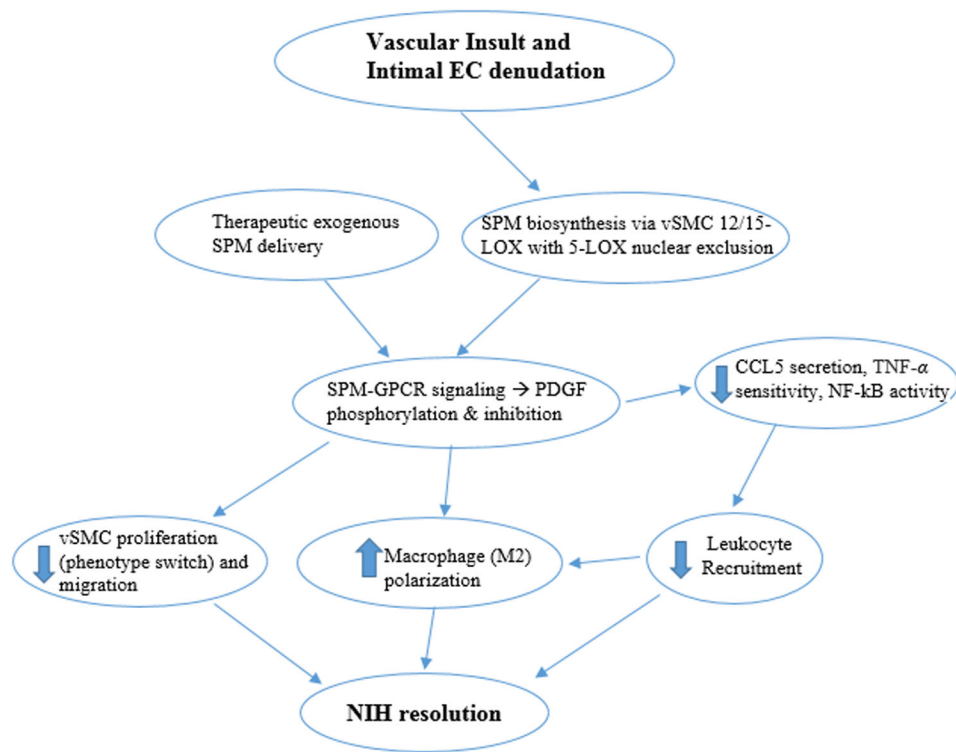 Vascular Insult and
Intimal EC denudation
Therapeutic exogenous
SPM delivery
SPM biosynthesis via vSMC 12/15-
LOX with 5-LOX nuclear exclusion
SPM-GPCR signaling → PDGF
phosphorylation & inhibition
CCL5 secretion, TNF-α
sensitivity, NF-kB activity
vSMC proliferation
(phenotype switch) and
migration
Macrophage (M2)
polarization
Leukocyte
Recruitment
NIH resolution